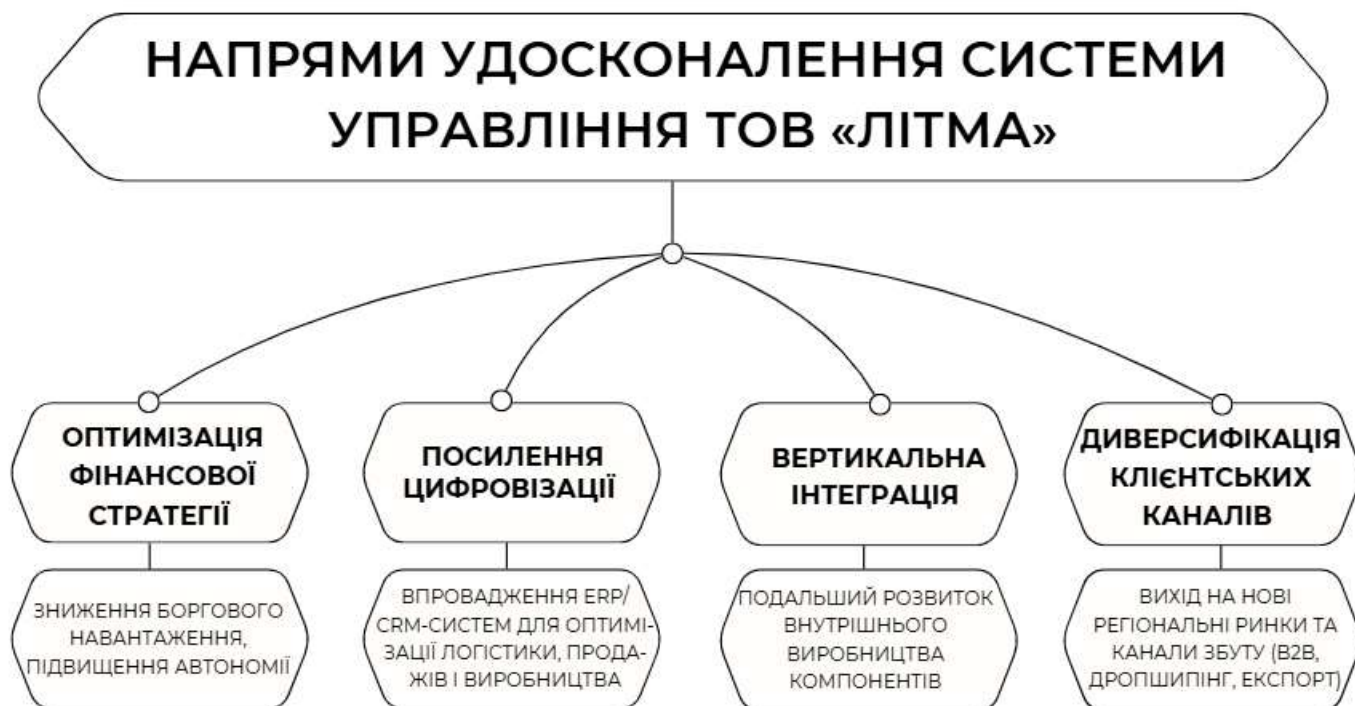 НАПРЯМИ УДОСКОНАЛЕННЯ СИСТЕМИ
УПРАВЛІННЯ ТОВ «ЛІТМА»
ОПТИМІЗАЦІЯ
ФІНАНСОВОЇ
СТРАТЕГІЇ
ЗНИЖЕННЯ БОРГОВОГО
НАВАНТАЖЕННЯ,
ПІДВИЩЕННЯ АВТОНОМІЇ
ПОСИЛЕННЯ
ЦИФРОВІЗАЦІЇ
ВПРОВАДЖЕННЯ ERP/
CRM-СИСТЕМ ДЛЯ ОПТИМІ-
ЗАЦІЇ ЛОГІСТИКИ, ПРОДА-
ЖІВ І ВИРОБНИЦТВА
ВЕРТИКАЛЬНА
ІНТЕГРАЦІЯ
ПОДАЛЬШИЙ РОЗВИТОК
ВНУТРІШНЬОГО
ВИРОБНИЦТВА
КОМПОНЕНТІВ
ДИВЕРСИФІКАЦІЯ
КЛІЄНТСЬКИХ
КАНАЛІВ
ВИХІД НА НОВІ
РЕГІОНАЛЬНІ РИНКИ ТА
КАНАЛИ ЗБУТУ (B2B,
ДРОПШИПІНГ, ЕКСПОРТ)